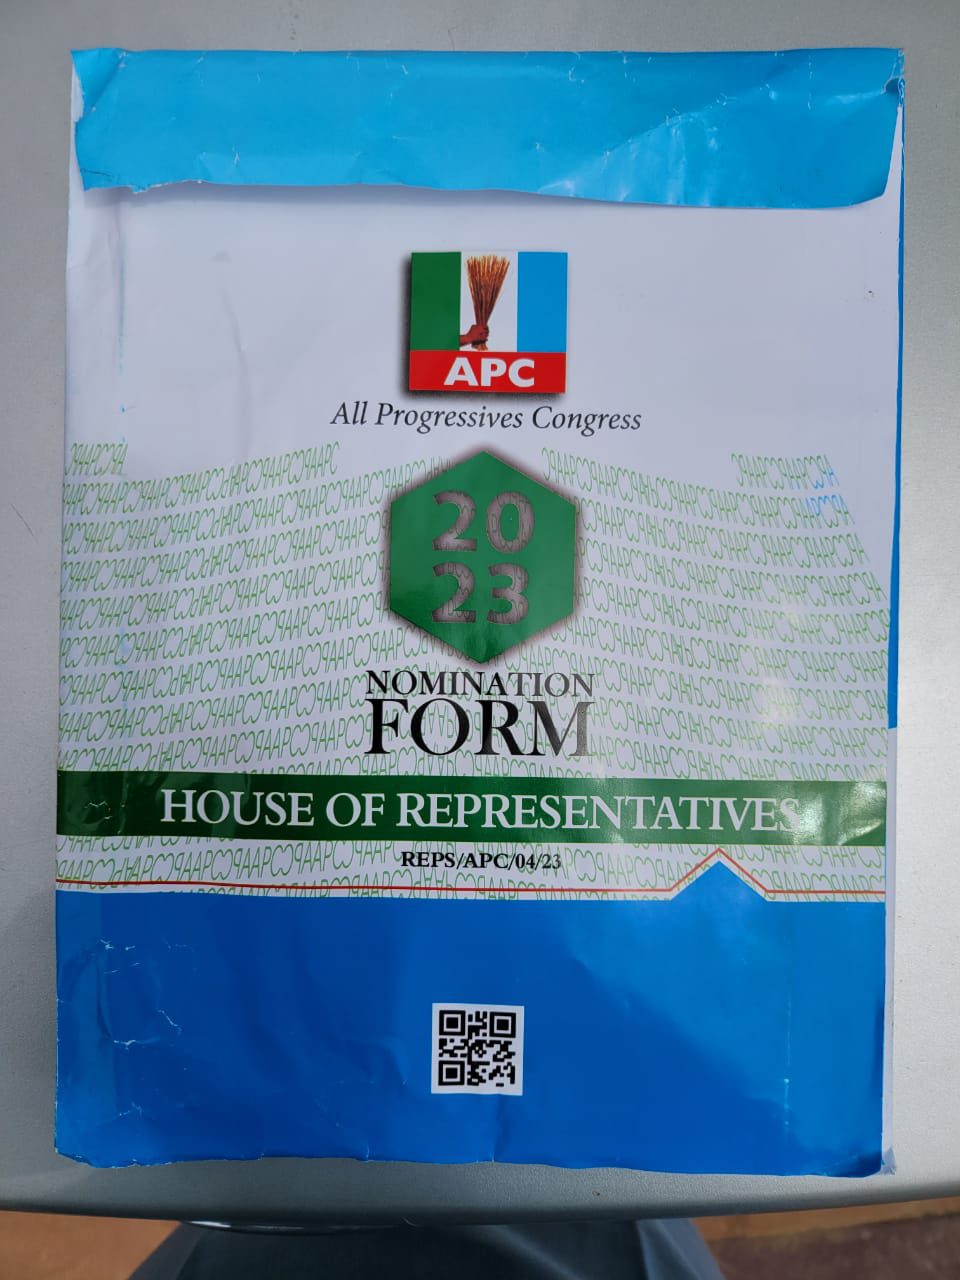 APC
All Progressives Congress
20
23
NOMINATION
FORM
HOUSE OF REPRESENTATIVES
REPS/APC/04/23